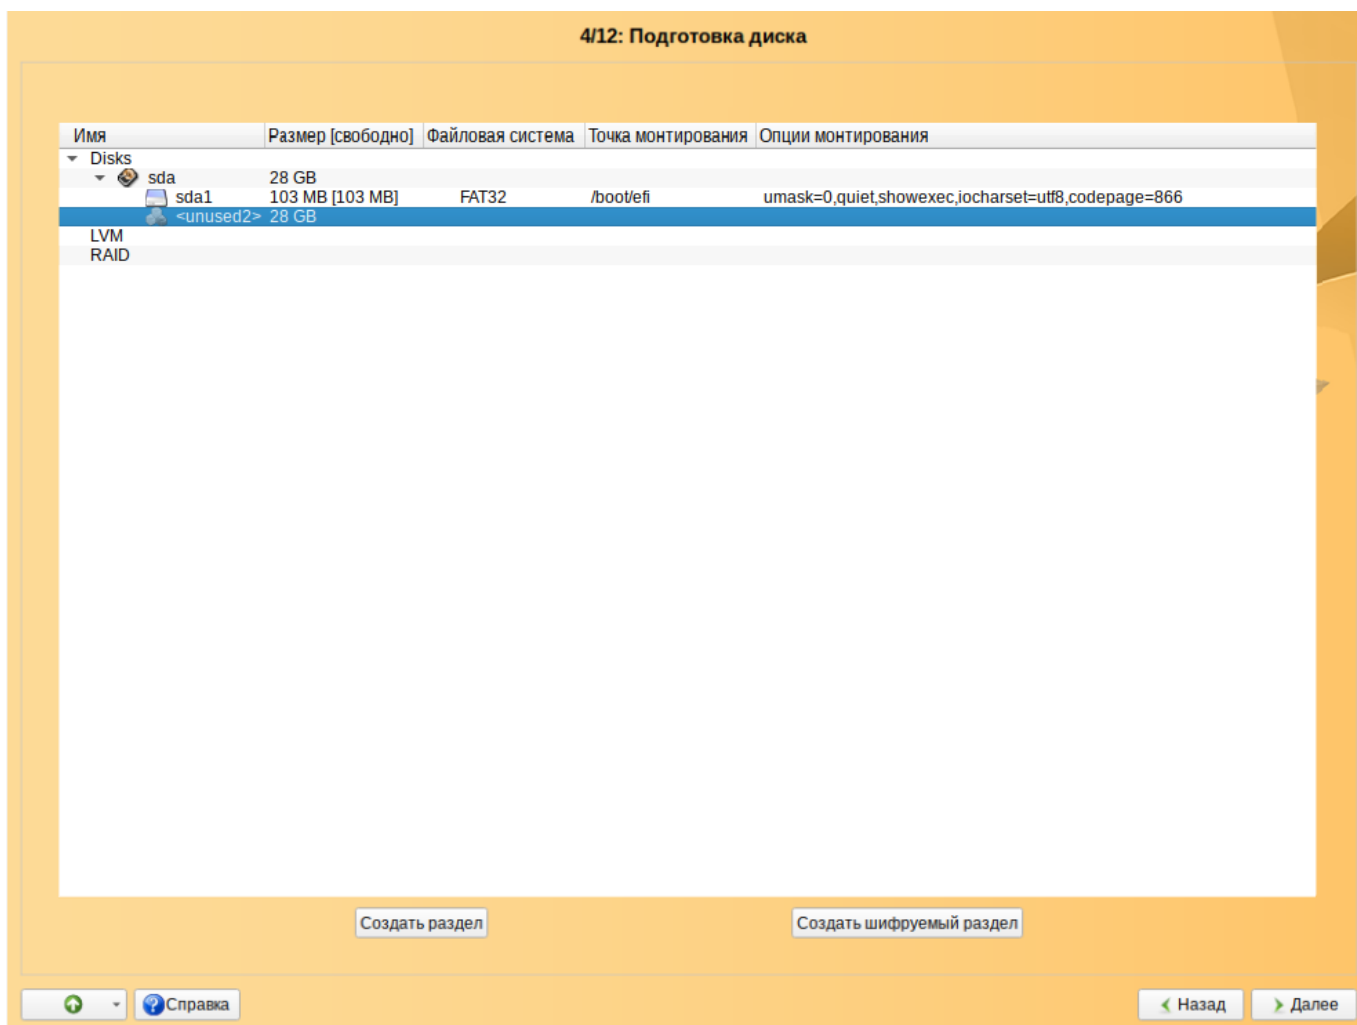 4/12: Подготовка диска
Имя Размер [свободно] Файловая система Точка монтирования Опции монтирования
Disks
sda 28 GB
sda1 103 MB [103 MB] FAT32 /boot/efi umask=0,quiet,showexec,iocharset=utf8,codepage=866
<unused2> 28 GB
LVM
RAID
Создать раздел Создать шифруемый раздел
Справка Назад Далее